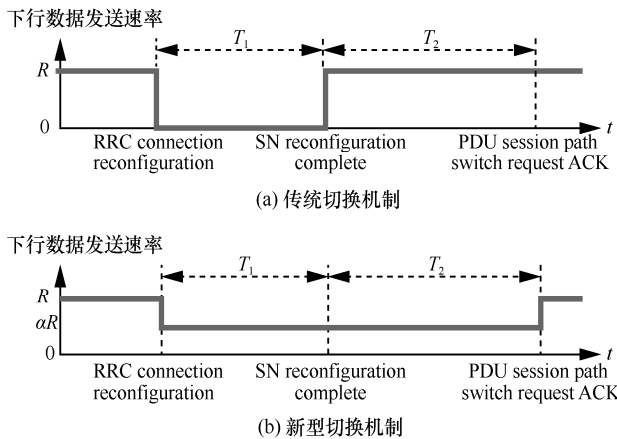 下行数据发送速率
T₁ T₂
R
0
t
RRC connection SN reconfiguration PDU session path
reconfiguration complete switch request ACK
(a) 传统切换机制
下行数据发送速率
T₁ T₂
R
αR
0
t
RRC connection SN reconfiguration PDU session path
reconfiguration complete switch request ACK
(b) 新型切换机制